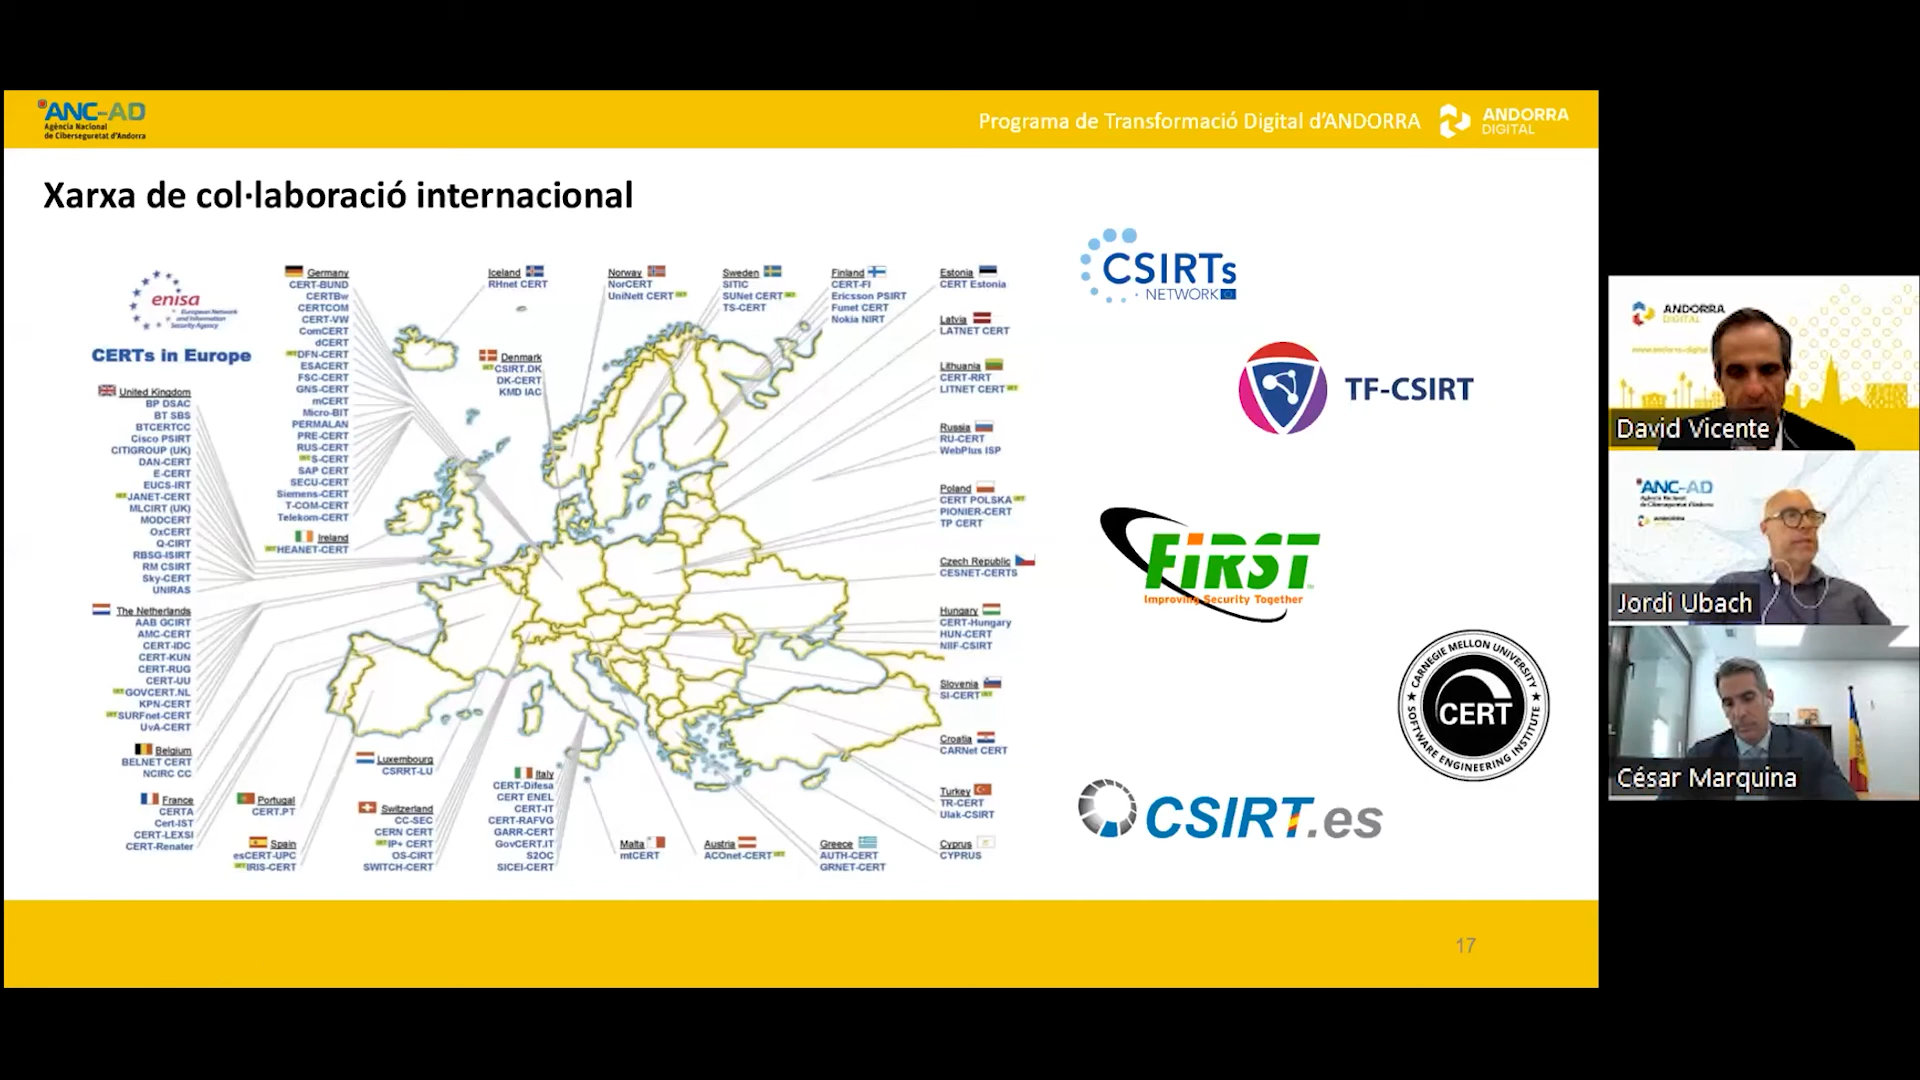 ANC-AD
Agència Nacional
de Ciberseguretat d'Andorra
Programa de Transformació Digital d'ANDORRA
ANDORRA
DIGITAL
Xarxa de col·laboració internacional
enisa
European Network
and Information
Security Agency
CERTs in Europe
United Kingdom
BP DSAC
BT SBS
BTCERTCC
Cisco PSIRT
CITIGROUP (UK)
DAN-CERT
E-CERT
EUCS-IRT
JANET-CERT
MLCIRT (UK)
MODCERT
OxCERT
Q-CIRT
RBSG-ISIRT
RM CSIRT
Sky-CERT
UNIRAS
The Netherlands
AAB GCIRT
AMC-CERT
CERT-IDC
CERT-KUN
CERT-RUG
CERT-UU
GOVCERT.NL
KPN-CERT
SURFnet-CERT
UvA-CERT
Belgium
BELNET CERT
NCIRC CC
France
CERTA
Cert-IST
CERT-LEXSI
CERT-Renater
Germany
CERT-BUND
CERTBw
CERTCOM
CERT-VW
ComCERT
dCERT
DFN-CERT
ESACERT
FSC-CERT
GNS-CERT
mCERT
Micro-BIT
PERMALAN
PRE-CERT
RUS-CERT
S-CERT
SAP CERT
SECU-CERT
Siemens-CERT
T-COM-CERT
Telekom-CERT
Ireland
HEANET-CERT
Portugal
CERT.PT
Spain
esCERT-UPC
IRIS-CERT
Luxembourg
CSRRT-LU
Switzerland
CC-SEC
CERN CERT
IP+ CERT
OS-CIRT
SWITCH-CERT
Iceland
RHnet CERT
Denmark
CSIRT.DK
DK-CERT
KMD IAC
Italy
CERT-Difesa
CERT ENEL
CERT-IT
CERT-RAFVG
GARR-CERT
GovCERT.IT
S2OC
SICEI-CERT
Norway
NorCERT
UniNett CERT
Sweden
SITIC
SUNet CERT
TS-CERT
Finland
CERT-FI
Ericsson PSIRT
Funet CERT
Nokia NIRT
Malta
mtCERT
Austria
ACOnet-CERT
Greece
AUTH-CERT
GRNET-CERT
Estonia
CERT Estonia
Latvia
LATNET CERT
Lithuania
CERT-RRT
LITNET CERT
Russia
RU-CERT
WebPlus ISP
Poland
CERT POLSKA
PIONIER-CERT
TP CERT
Czech Republic
CESNET-CERTS
Hungary
CERT-Hungary
HUN-CERT
NIIF-CSIRT
Slovenia
SI-CERT
Croatia
CARNet CERT
Turkey
TR-CERT
Ulak-CSIRT
Cyprus
CYPRUS
CSIRTs
NETWORK
TF-CSIRT
FiRST
Improving Security Together
CARNEGIE MELLON UNIVERSITY
CERT
SOFTWARE ENGINEERING INSTITUTE
CSIRT.es
17
ANDORRA
DIGITAL
David Vicente
ANC-AD
Agència Nacional
de Ciberseguretat d'Andorra
Jordi Ubach
César Marquina